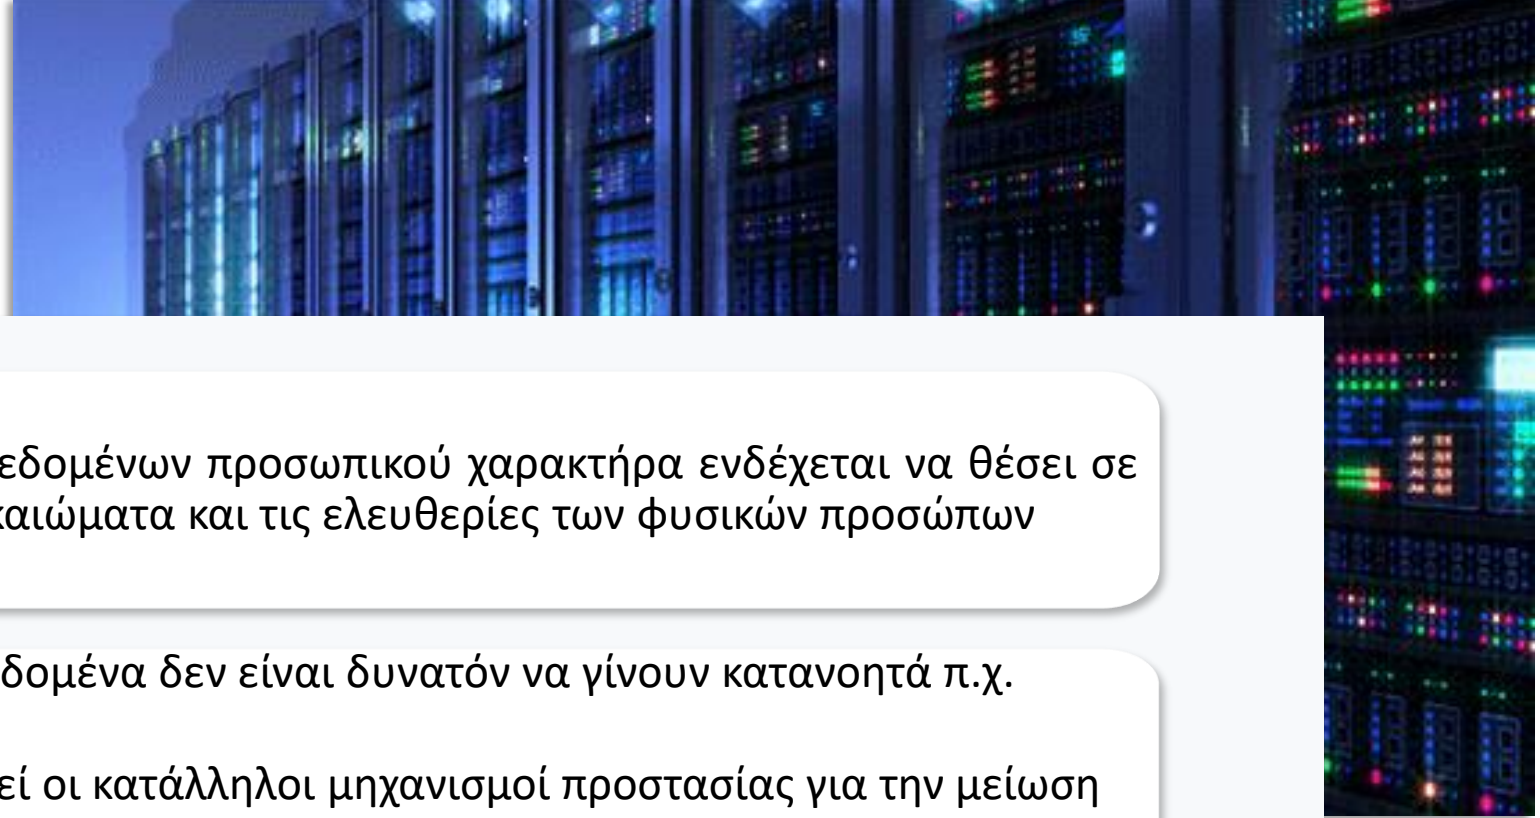 εδομένων προσωπικού χαρακτήρα ενδέχεται να θέσει σε
καιώματα και τις ελευθερίες των φυσικών προσώπων
δομένα δεν είναι δυνατόν να γίνουν κατανοητά π.χ.
εί οι κατάλληλοι μηχανισμοί προστασίας για την μείωση